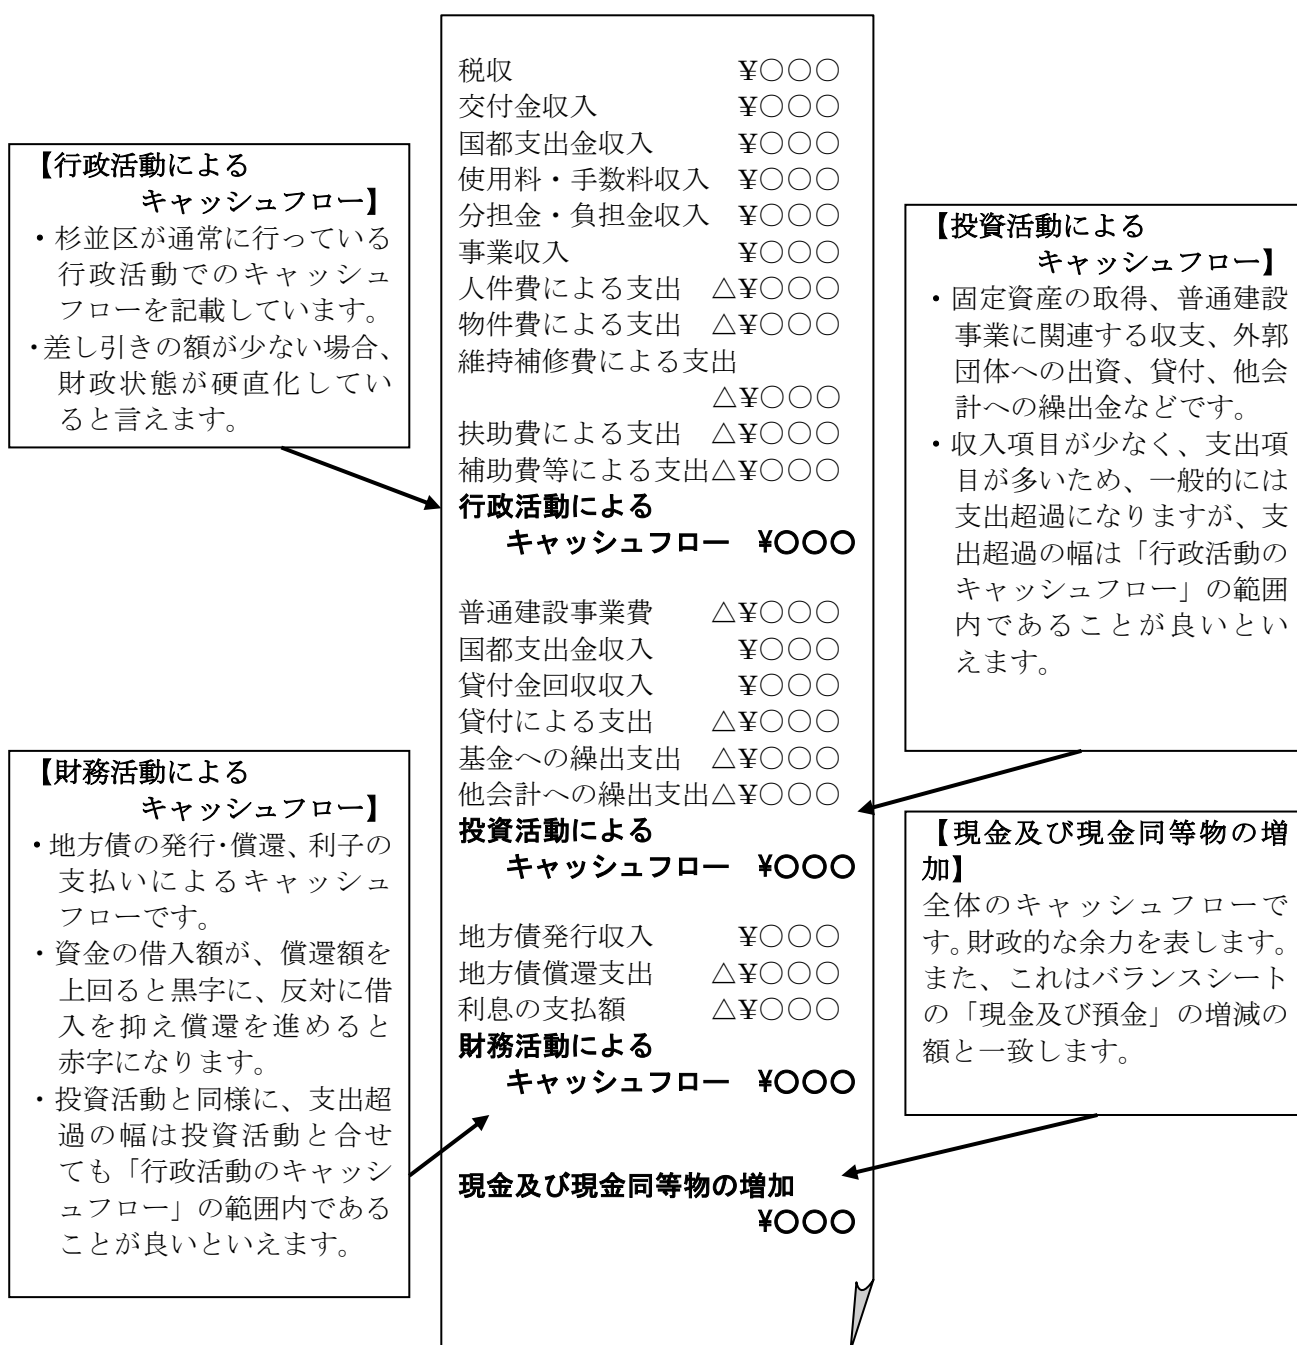 税収 ¥○○○
交付金収入 ¥○○○
国都支出金収入 ¥○○○
使用料・手数料収入 ¥○○○
分担金・負担金収入 ¥○○○
事業収入 ¥○○○
人件費による支出 △¥○○○
物件費による支出 △¥○○○
維持補修費による支出
△¥○○○
扶助費による支出 △¥○○○
補助費等による支出△¥○○○
行政活動による
キャッシュフロー ¥○○○
普通建設事業費 △¥○○○
国都支出金収入 ¥○○○
貸付金回収収入 ¥○○○
貸付による支出 △¥○○○
基金への繰出支出 △¥○○○
他会計への繰出支出△¥○○○
投資活動による
キャッシュフロー ¥○○○
地方債発行収入 ¥○○○
地方債償還支出 △¥○○○
利息の支払額 △¥○○○
財務活動による
キャッシュフロー ¥○○○
現金及び現金同等物の増加
¥○○○
【行政活動による
キャッシュフロー】
・杉並区が通常に行っている
行政活動でのキャッシュ
フローを記載しています。
・差し引きの額が少ない場合、
財政状態が硬直化してい
ると言えます。
【財務活動による
キャッシュフロー】
・地方債の発行・償還、利子の
支払いによるキャッシュ
フローです。
・資金の借入額が、償還額を
上回ると黒字に、反対に借
入を抑え償還を進めると
赤字になります。
・投資活動と同様に、支出超
過の幅は投資活動と合せ
ても「行政活動のキャッシ
ュフロー」の範囲内である
ことが良いといえます。
【投資活動による
キャッシュフロー】
・固定資産の取得、普通建設
事業に関連する収支、外郭
団体への出資、貸付、他会
計への繰出金などです。
・収入項目が少なく、支出項
目が多いため、一般的には
支出超過になりますが、支
出超過の幅は「行政活動の
キャッシュフロー」の範囲
内であることが良いとい
えます。
【現金及び現金同等物の増
加】
全体のキャッシュフローで
す。財政的な余力を表します。
また、これはバランスシート
の「現金及び預金」の増減の
額と一致します。